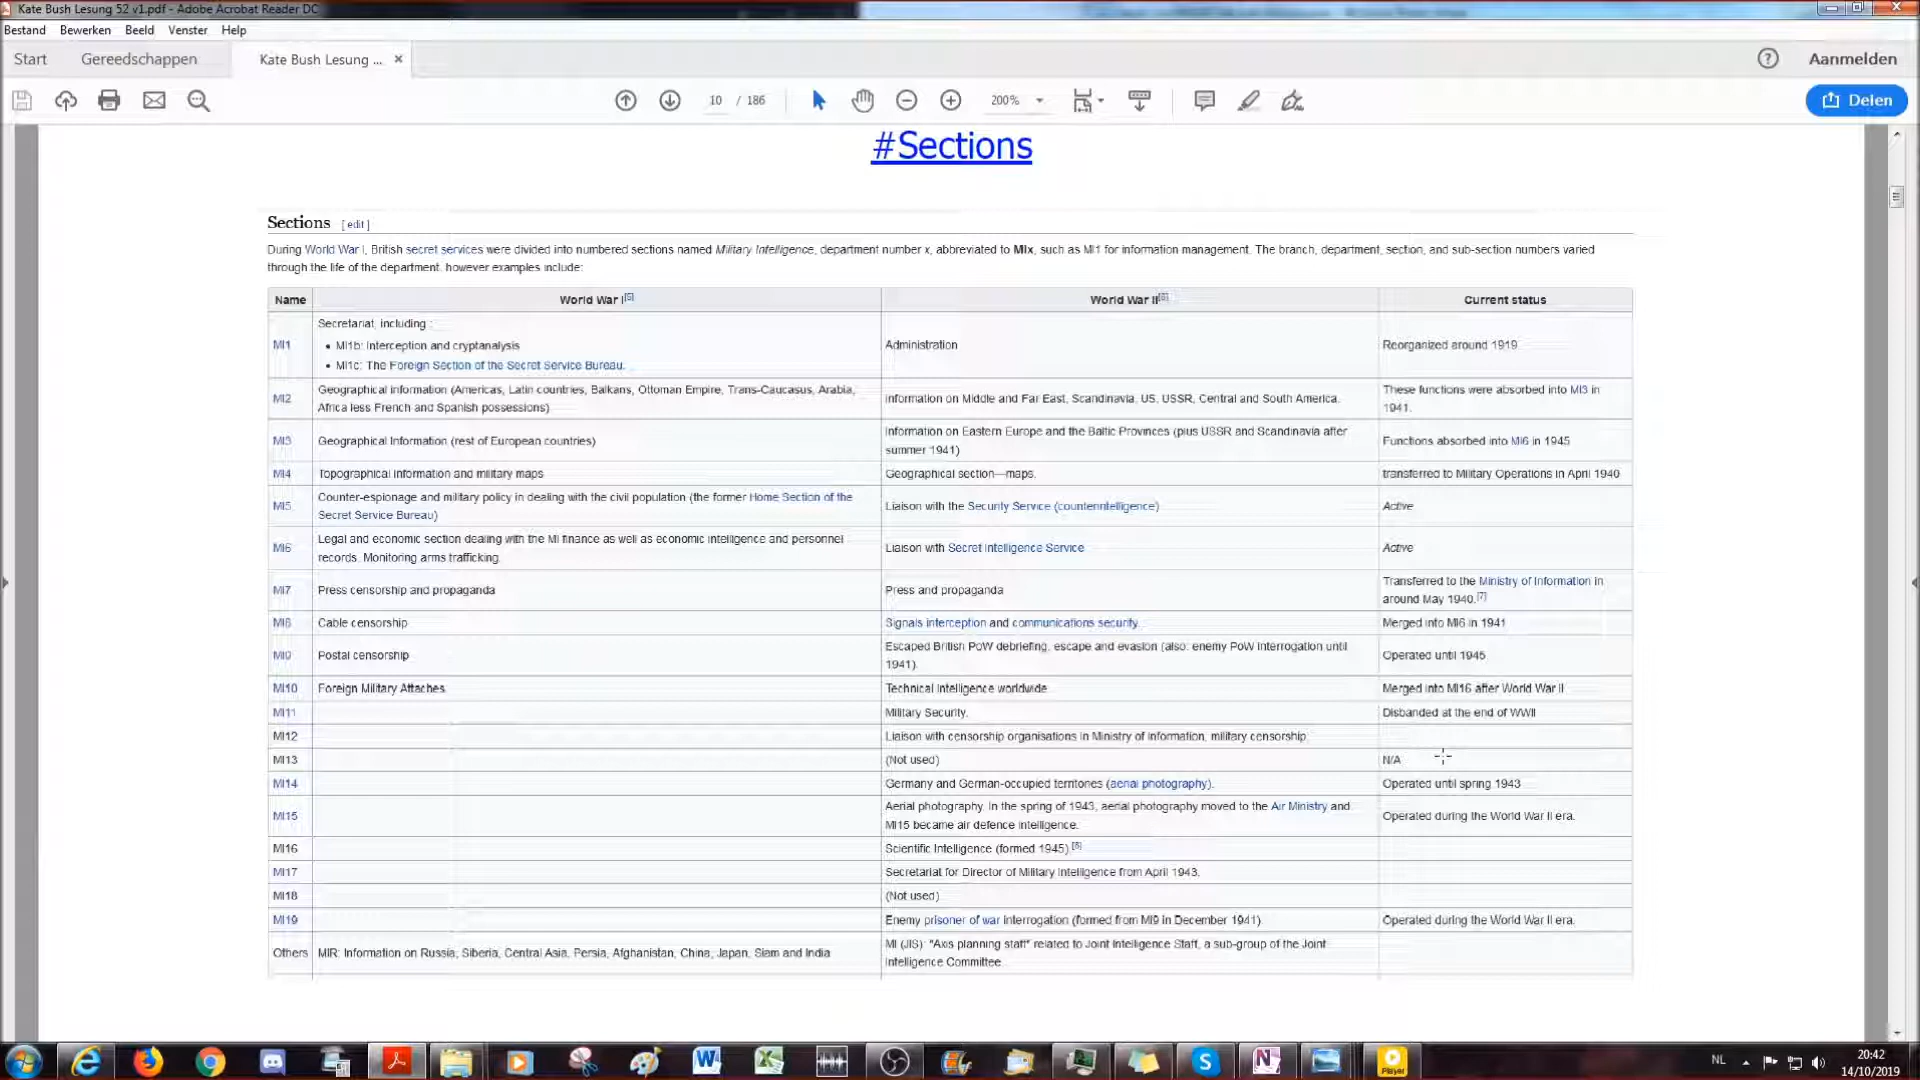 Kate Bush Lesung 52 v1.pdf - Adobe Acrobat Reader DC
Bestand Bewerken Beeld Venster Help
Start Gereedschappen Kate Bush Lesung ... × Aanmelden
10 / 186 200% Delen
#Sections
Sections [ edit ]
During World War I, British secret services were divided into numbered sections named Military Intelligence, department number x, abbreviated to MIx, such as MI1 for information management. The branch, department, section, and sub-section numbers varied
through the life of the department, however examples include:
Name World War I[5] World War II[6] Current status
MI1 Secretariat, including :
• MI1b: Interception and cryptanalysis
• MI1c: The Foreign Section of the Secret Service Bureau.
Administration Reorganized around 1919
MI2 Geographical information (Americas, Latin countries, Balkans, Ottoman Empire, Trans-Caucasus, Arabia,
Africa less French and Spanish possessions)
Information on Middle and Far East, Scandinavia, US, USSR, Central and South America.
These functions were absorbed into MI3 in
1941.
MI3 Geographical Information (rest of European countries)
Information on Eastern Europe and the Baltic Provinces (plus USSR and Scandinavia after
summer 1941)
Functions absorbed into MI6 in 1945
MI4 Topographical information and military maps Geographical section—maps. transferred to Military Operations in April 1940
MI5 Counter-espionage and military policy in dealing with the civil population (the former Home Section of the
Secret Service Bureau)
Liaison with the Security Service (counterintelligence) Active
MI6 Legal and economic section dealing with the MI finance as well as economic intelligence and personnel
records. Monitoring arms trafficking.
Liaison with Secret Intelligence Service Active
MI7 Press censorship and propaganda Press and propaganda
Transferred to the Ministry of Information in
around May 1940.[7]
MI8 Cable censorship Signals interception and communications security. Merged into MI6 in 1941
MI9 Postal censorship
Escaped British PoW debriefing, escape and evasion (also: enemy PoW interrogation until
1941).
Operated until 1945
MI10 Foreign Military Attaches Technical Intelligence worldwide Merged into MI16 after World War II
MI11 Military Security. Disbanded at the end of WWII
MI12 Liaison with censorship organisations in Ministry of Information, military censorship
MI13 (Not used) N/A
MI14 Germany and German-occupied territories (aerial photography). Operated until spring 1943
MI15 Aerial photography. In the spring of 1943, aerial photography moved to the Air Ministry and
MI15 became air defence intelligence.
Operated during the World War II era.
MI16 Scientific Intelligence (formed 1945).
MI17 Secretariat for Director of Military Intelligence from April 1943.
MI18 (Not used)
MI19 Enemy prisoner of war interrogation (formed from MI9 in December 1941) Operated during the World War II era.
Others MIR: Information on Russia, Siberia, Central Asia, Persia, Afghanistan, China, Japan, Siam and India
MI (JIS): "Axis planning staff" related to Joint Intelligence Staff, a sub-group of the Joint
Intelligence Committee
Player
NL 20:42
14/10/2019